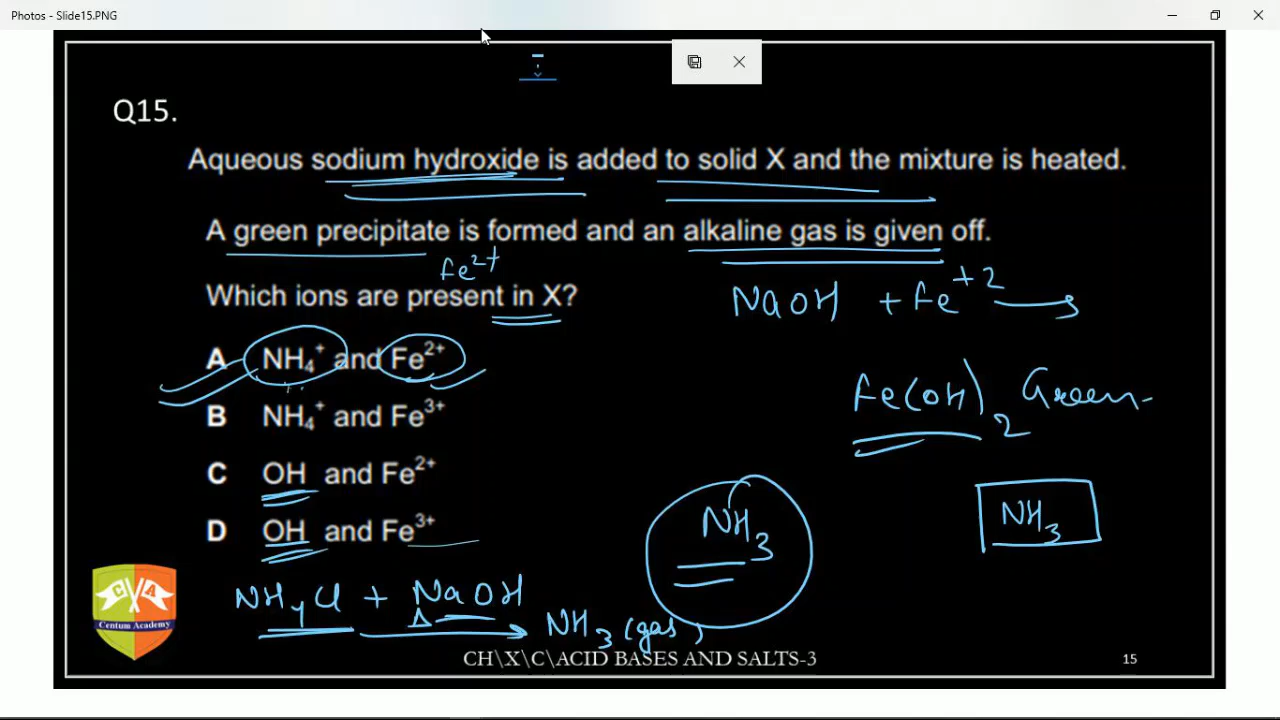 Photos - Slide15.PNG
Q15.
Aqueous sodium hydroxide is added to solid X and the mixture is heated.
A green precipitate is formed and an alkaline gas is given off.
Fe²⁺
Which ions are present in X?
NaOH + Fe⁺² →
A NH₄⁺ and Fe²⁺
Fe(OH)₂ Green
B NH₄⁺ and Fe³⁺
C OH and Fe²⁺
NH₃
NH₃
D OH and Fe³⁺
NH₄Cl + NaOH
Δ → NH₃ (gas)
C A
Centum Academy
CH\X\C\ACID BASES AND SALTS-3
15